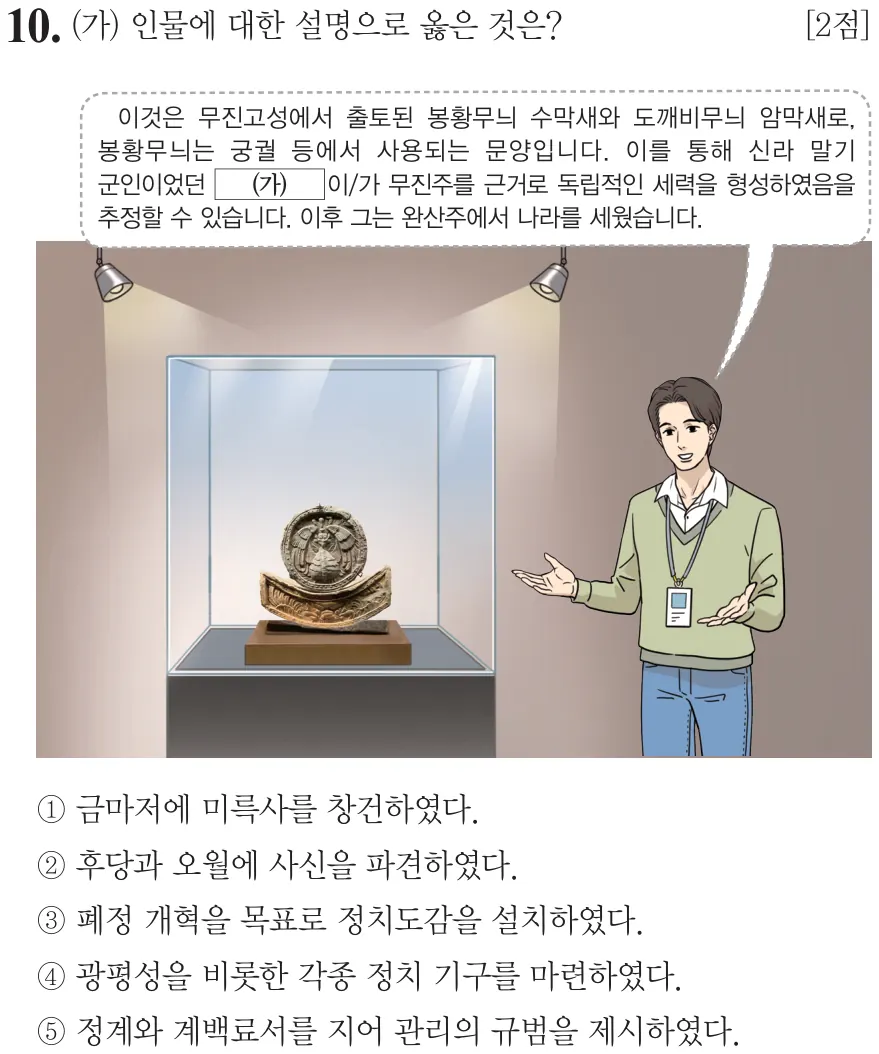 10. (가) 인물에 대한 설명으로 옳은 것은? [2점]
이것은 무진고성에서 출토된 봉황무늬 수막새와 도깨비무늬 암막새로,
봉황무늬는 궁궐 등에서 사용되는 문양입니다. 이를 통해 신라 말기
군인이었던 (가) 이/가 무진주를 근거로 독립적인 세력을 형성하였음을
추정할 수 있습니다. 이후 그는 완산주에서 나라를 세웠습니다.
① 금마저에 미륵사를 창건하였다.
② 후당과 오월에 사신을 파견하였다.
③ 폐정 개혁을 목표로 정치도감을 설치하였다.
④ 광평성을 비롯한 각종 정치 기구를 마련하였다.
⑤ 정계와 계백료서를 지어 관리의 규범을 제시하였다.